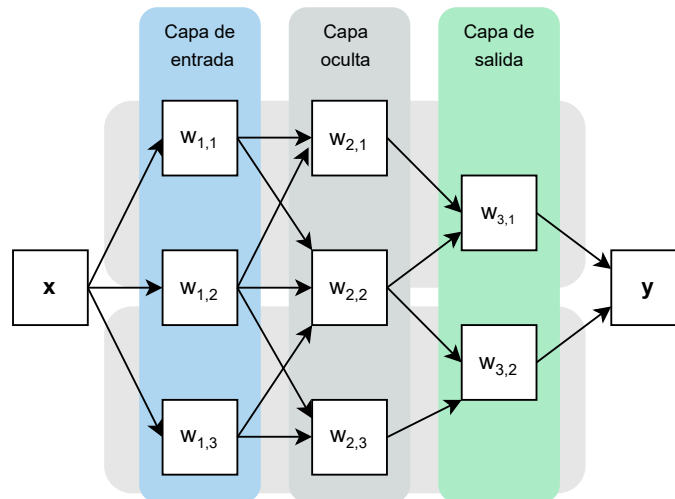 Capa de
entrada
Capa
oculta
Capa de
salida
w1,1
w2,1
w3,1
x
w1,2
w2,2
y
w3,2
w1,3
w2,3